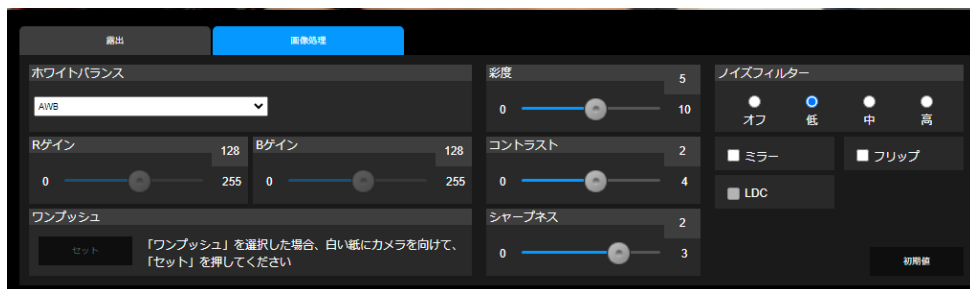 露出
画像処理
ホワイトバランス
AWB
Rゲイン
128
0
255
Bゲイン
128
0
255
ワンプッシュ
セット
「ワンプッシュ」を選択した場合、白い紙にカメラを向けて、
「セット」を押してください
彩度
5
0
10
コントラスト
2
0
4
シャープネス
2
0
3
ノイズフィルター
オフ
低
中
高
ミラー
フリップ
LDC
初期値